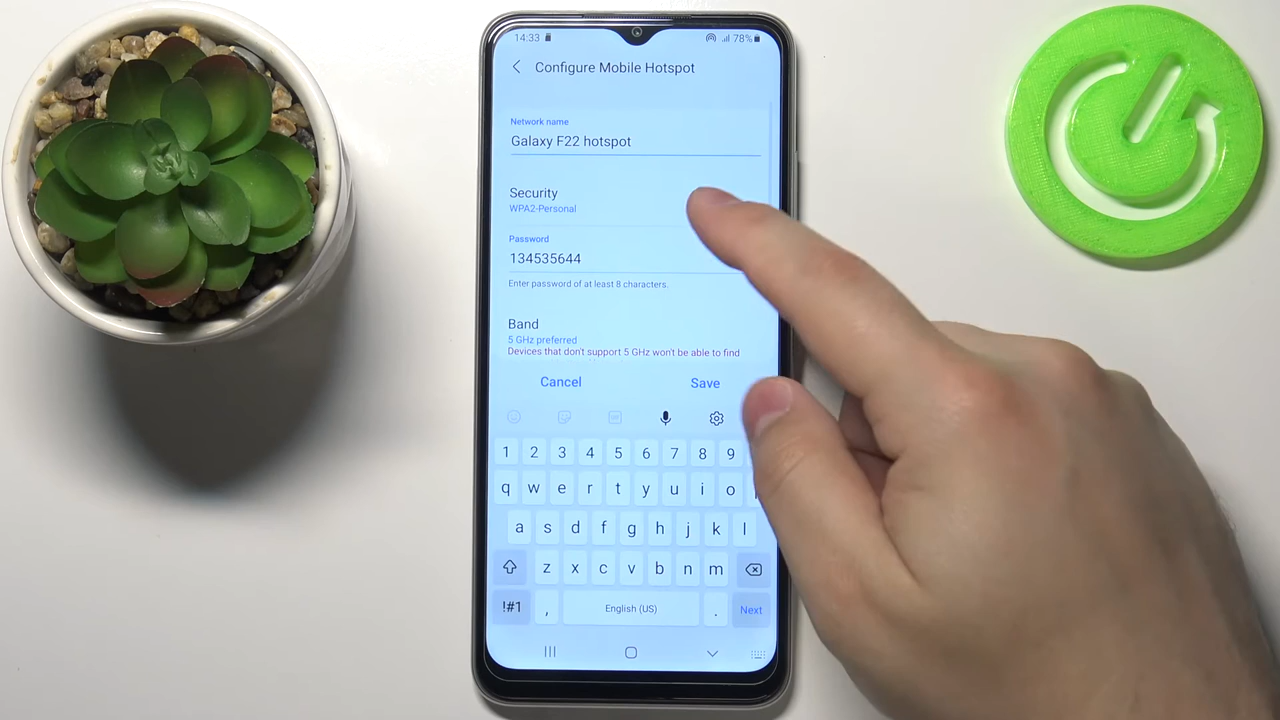 14:33 78%
Configure Mobile Hotspot
Network name
Galaxy F22 hotspot
Security
WPA2-Personal
Password
134535644
Enter password of at least 8 characters.
Band
5 GHz preferred
Devices that don't support 5 GHz won't be able to find
Cancel Save
1 2 3 4 5 6 7 8 9
q w e r t y u i o
a s d f g h j k l
z x c v b n m
!#1 , English (US) . Next